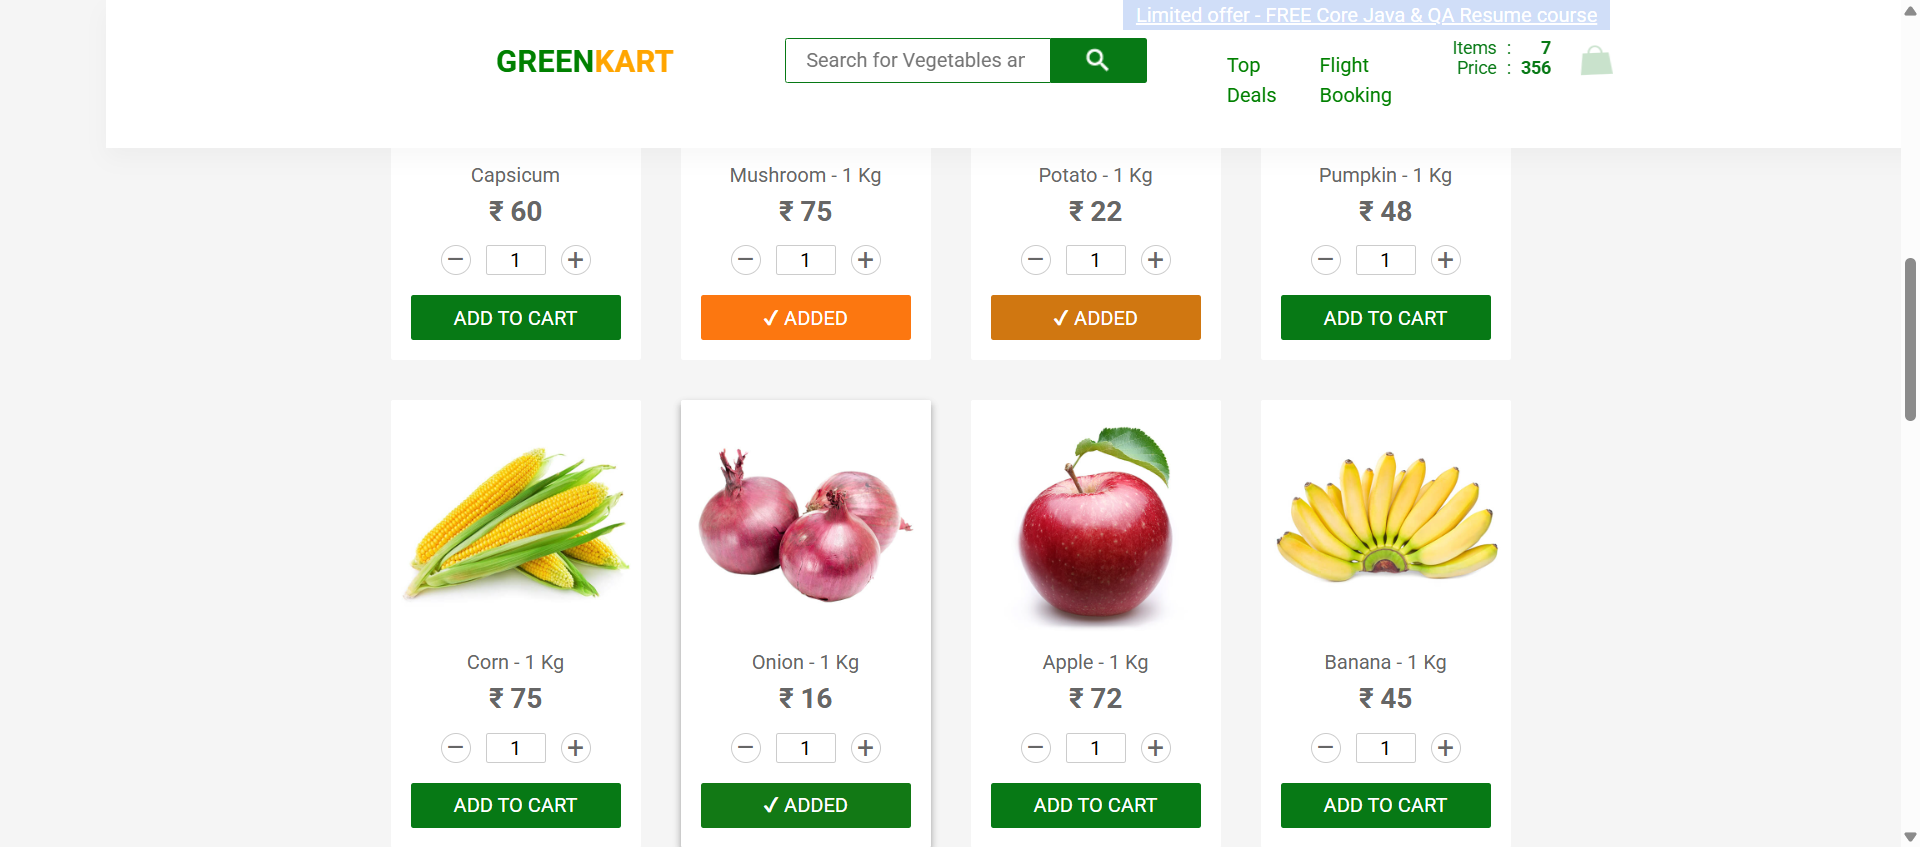 Limited offer - FREE Core Java & QA Resume course
GREENKART
Search for Vegetables ar
Top Deals
Flight Booking
Items : 7
Price : 356
Capsicum
₹ 60
1
ADD TO CART
Mushroom - 1 Kg
₹ 75
1
✓ ADDED
Potato - 1 Kg
₹ 22
1
✓ ADDED
Pumpkin - 1 Kg
₹ 48
1
ADD TO CART
Corn - 1 Kg
₹ 75
1
ADD TO CART
Onion - 1 Kg
₹ 16
1
✓ ADDED
Apple - 1 Kg
₹ 72
1
ADD TO CART
Banana - 1 Kg
₹ 45
1
ADD TO CART